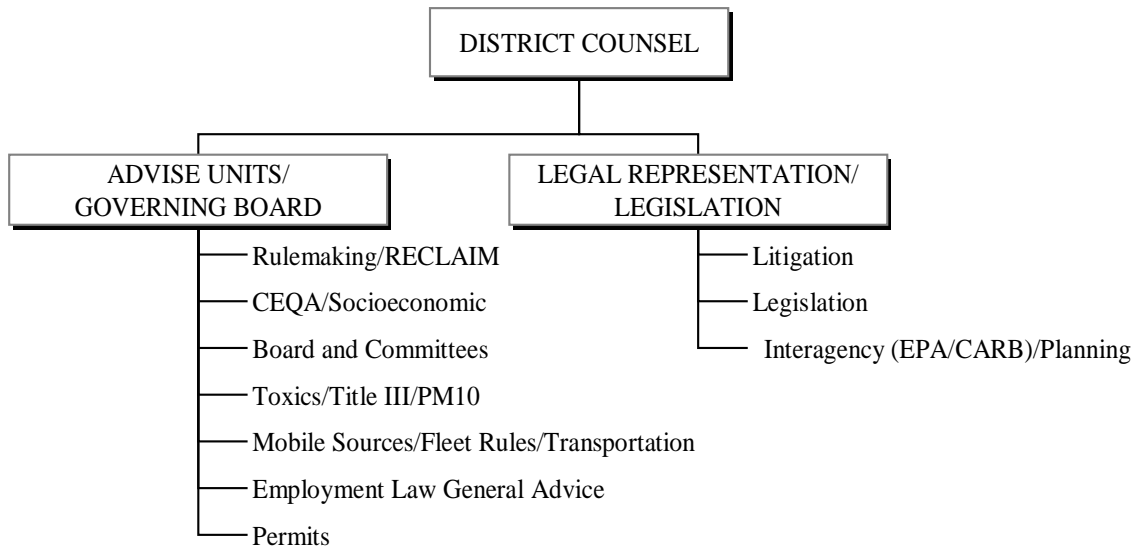 DISTRICT COUNSEL
ADVISE UNITS/
GOVERNING BOARD
Rulemaking/RECLAIM
CEQA/Socioeconomic
Board and Committees
Toxics/Title III/PM10
Mobile Sources/Fleet Rules/Transportation
Employment Law General Advice
Permits
LEGAL REPRESENTATION/
LEGISLATION
Litigation
Legislation
Interagency (EPA/CARB)/Planning